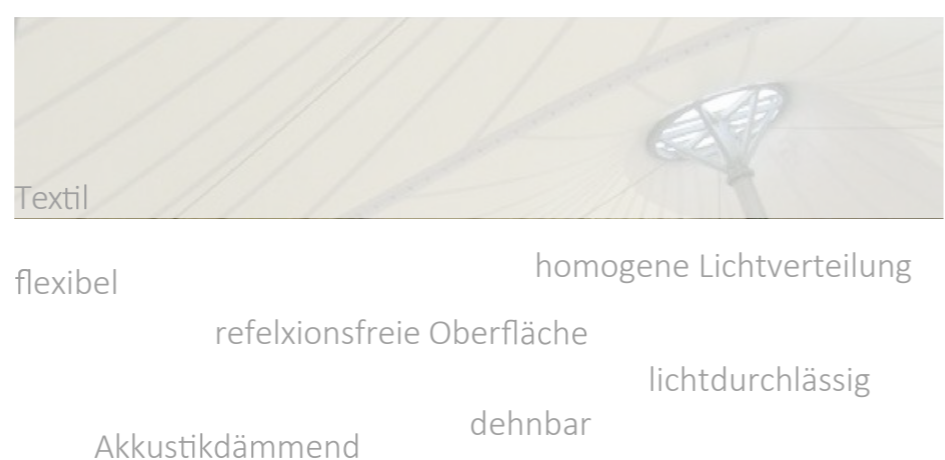 Textil
homogene Lichtverteilung
flexibel
refelxionsfreie Oberfläche
lichtdurchlässig
dehnbar
Akkustikdämmend